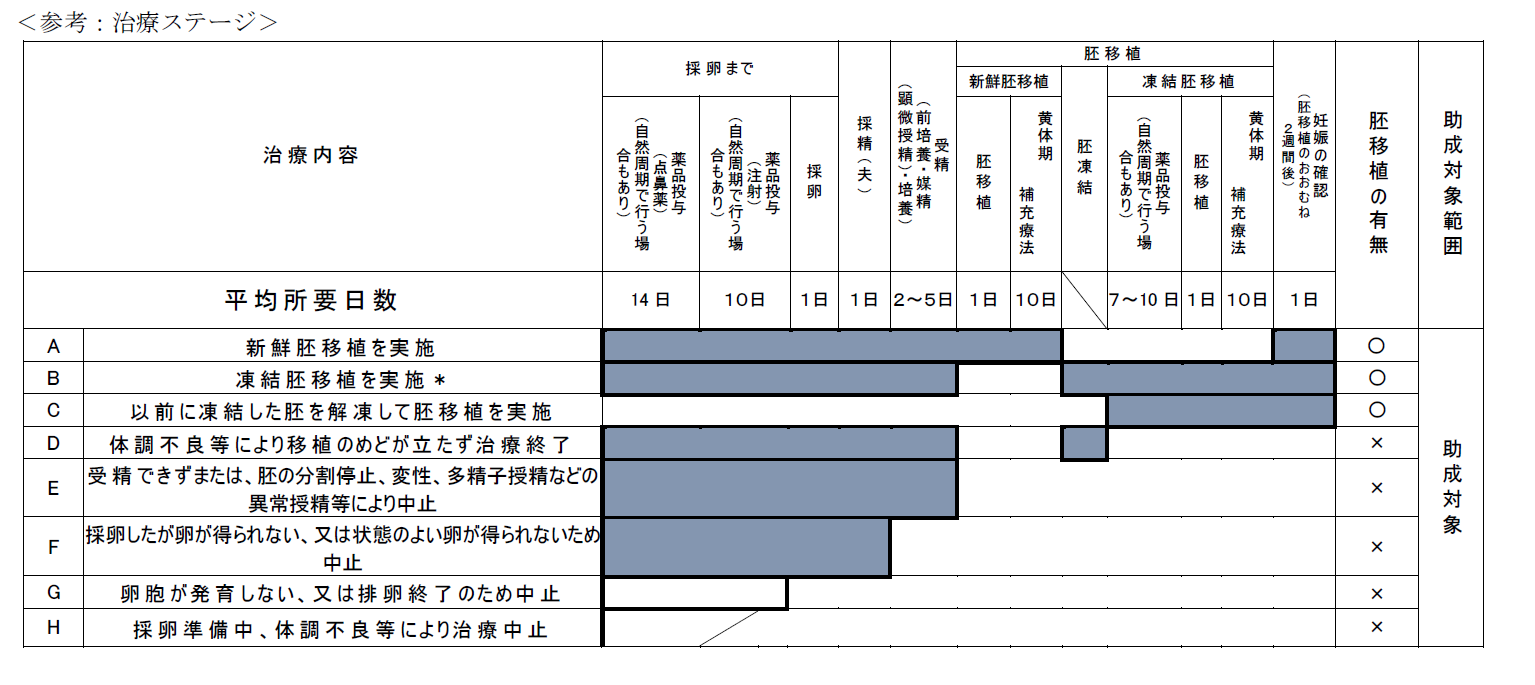 ＜参考：治療ステージ＞
治療内容
採卵まで
薬品投与
（点鼻薬）
（自然周期で行う場
合もあり）
薬品投与
（注射）
（自然周期で行う場
合もあり）
採卵
採精（夫）
受精
（前培養・媒精
（顕微授精）・培養）
胚移植
新鮮胚移植
胚移植
黄体期
補充療法
胚凍結
凍結胚移植
薬品投与
（自然周期で行う場
合もあり）
胚移植
黄体期
補充療法
妊娠の確認
（胚移植のおおむね
2週間後）
胚移植の有無
助成対象範囲
平均所要日数
14日
10日
1日
1日
2～5日
1日
10日
7～10日
1日
10日
1日
A
新鮮胚移植を実施
○
B
凍結胚移植を実施＊
○
C
以前に凍結した胚を解凍して胚移植を実施
○
D
体調不良等により移植のめどが立たず治療終了
×
E
受精できずまたは、胚の分割停止、変性、多精子授精などの
異常授精等により中止
×
F
採卵したが卵が得られない、又は状態のよい卵が得られないため
中止
×
G
卵胞が発育しない、又は排卵終了のため中止
×
H
採卵準備中、体調不良等により治療中止
×
助成対象